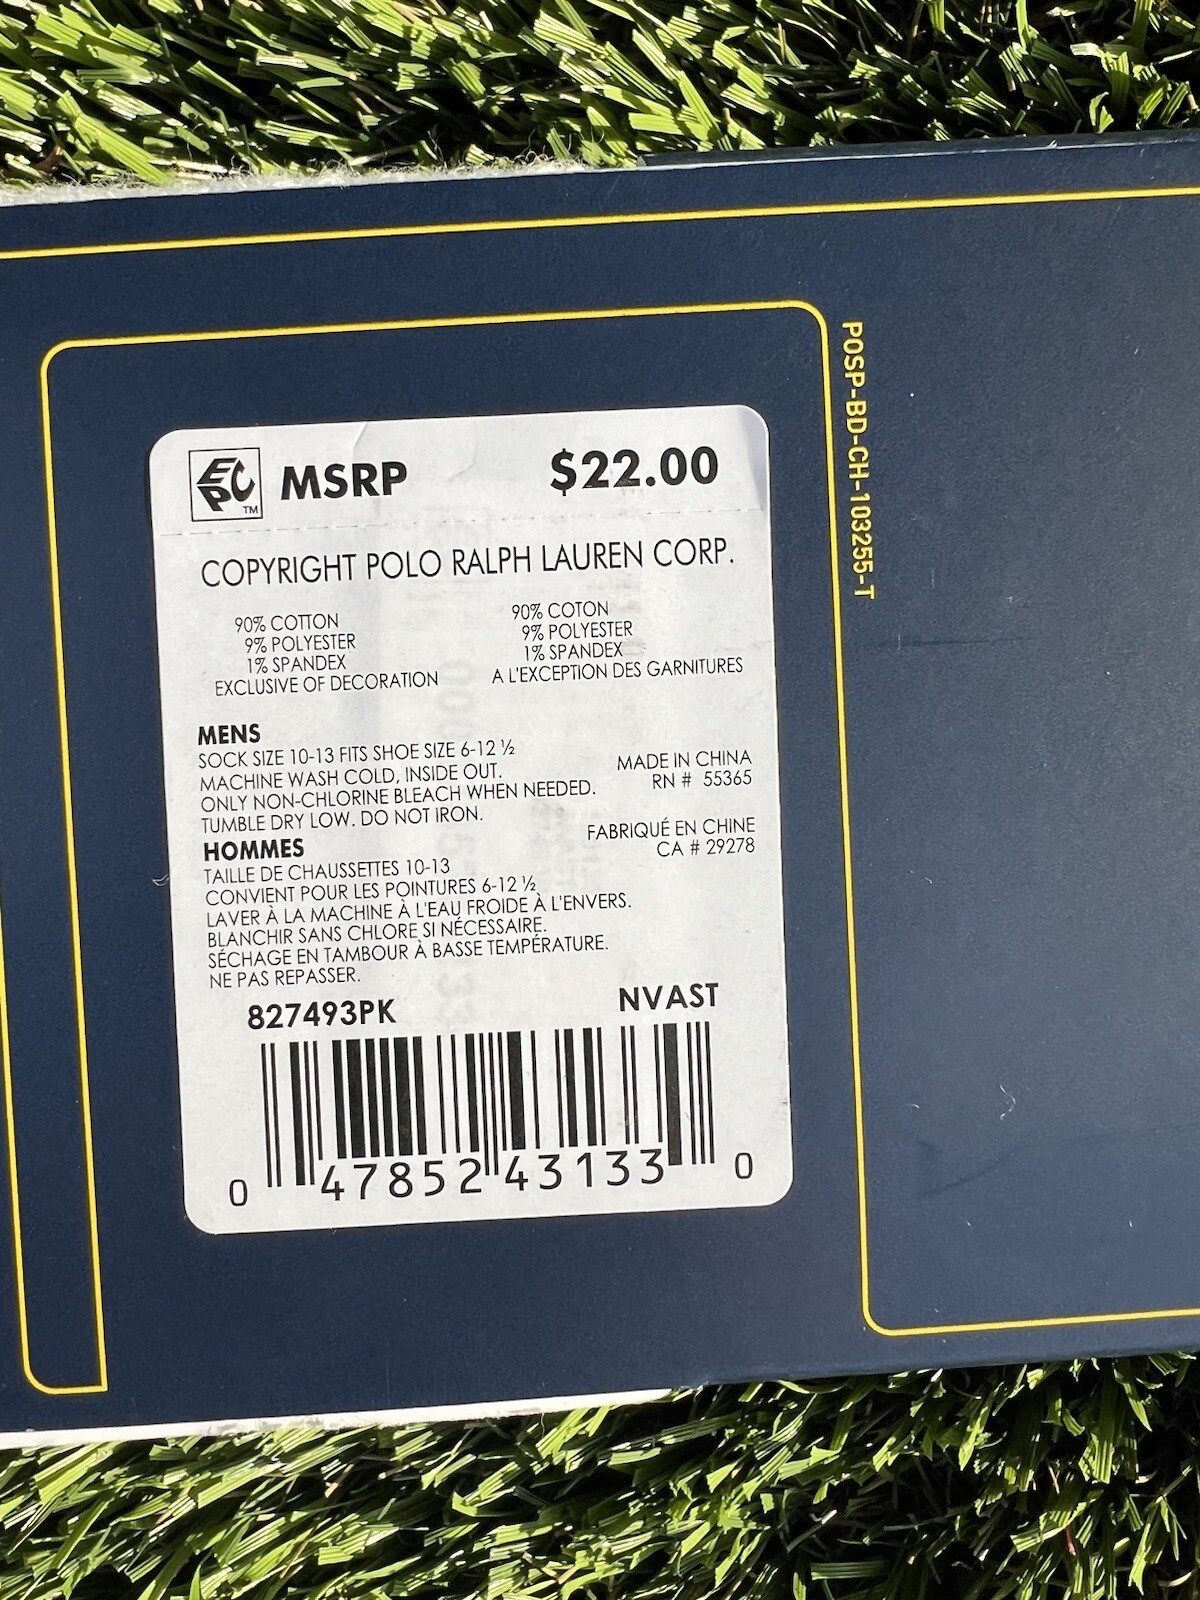 EPC TM MSRP $22.00
COPYRIGHT POLO RALPH LAUREN CORP.
90% COTTON
9% POLYESTER
1% SPANDEX
EXCLUSIVE OF DECORATION
90% COTON
9% POLYESTER
1% SPANDEX
A L'EXCEPTION DES GARNITURES
MENS
SOCK SIZE 10-13 FITS SHOE SIZE 6-12 ½
MACHINE WASH COLD, INSIDE OUT.
ONLY NON-CHLORINE BLEACH WHEN NEEDED.
TUMBLE DRY LOW. DO NOT IRON.
MADE IN CHINA
RN # 55365
HOMMES
TAILLE DE CHAUSSETTES 10-13
CONVIENT POUR LES POINTURES 6-12 ½
LAVER À LA MACHINE À L'EAU FROIDE À L'ENVERS.
BLANCHIR SANS CHLORE SI NÉCESSAIRE.
SÉCHAGE EN TAMBOUR À BASSE TEMPÉRATURE.
NE PAS REPASSER.
FABRIQUÉ EN CHINE
CA # 29278
827493PK NVAST
0 47852 43133 0
POSP-BD-CH-103255-T